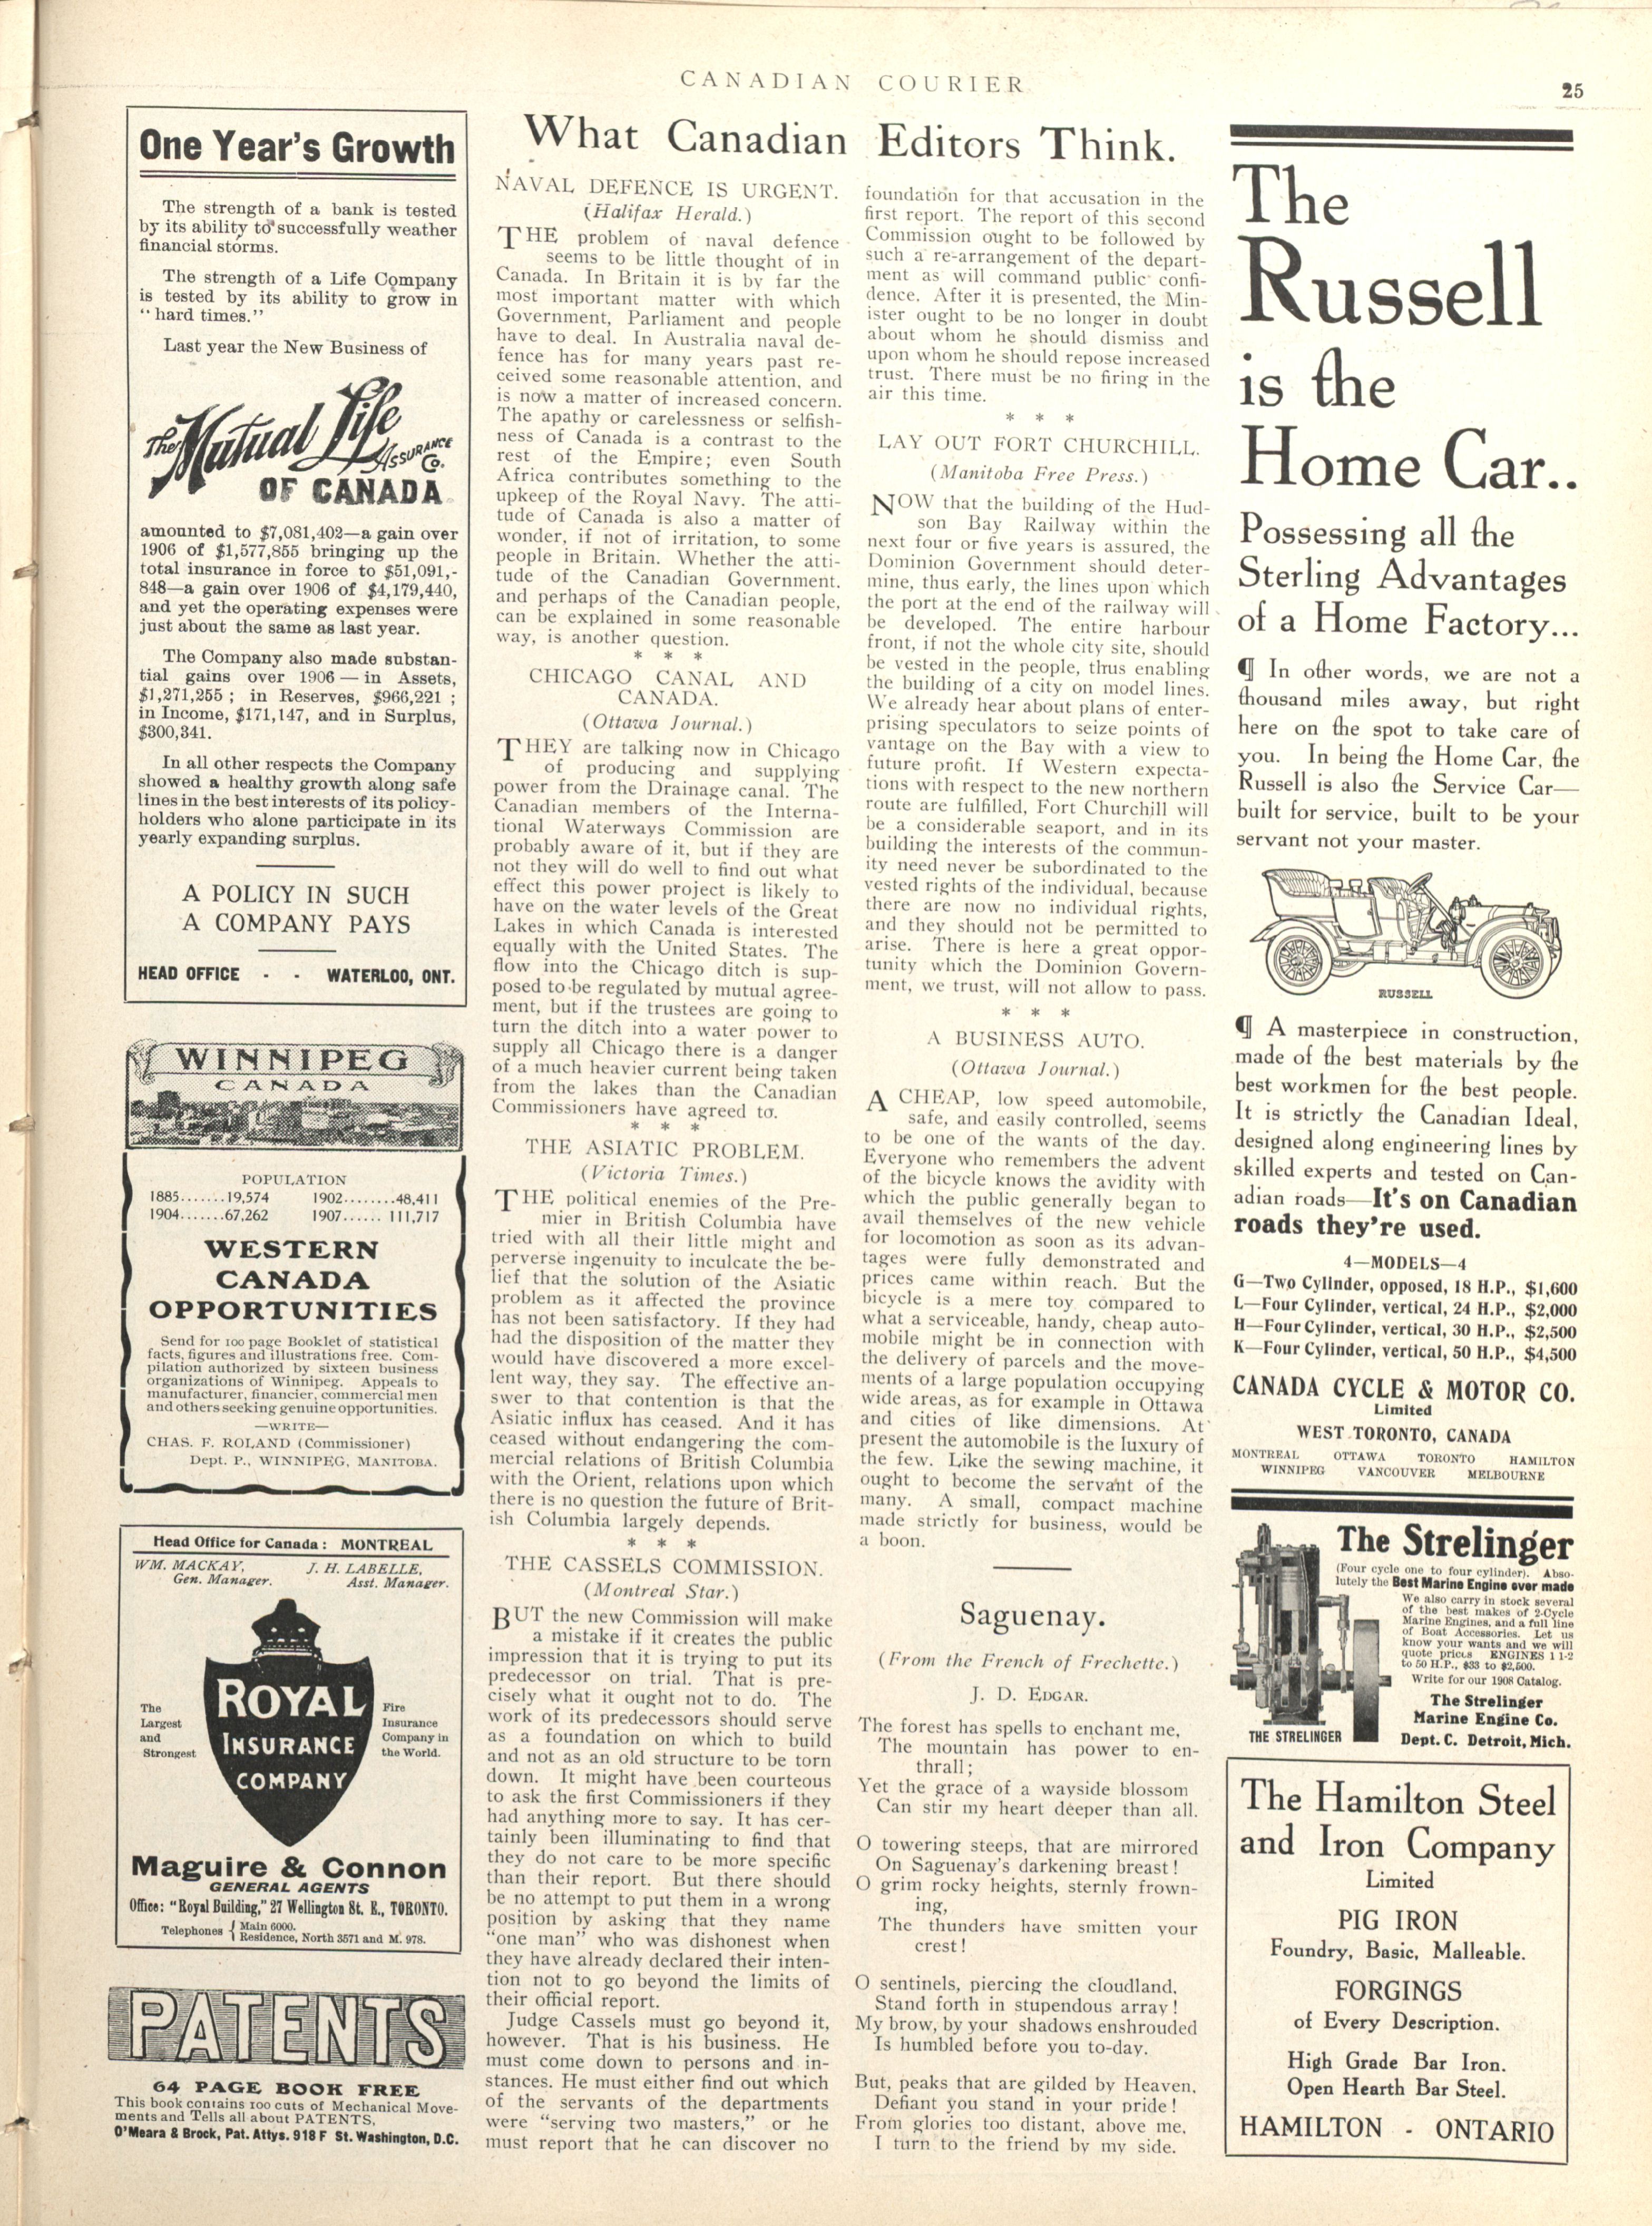 CANADIAN COURIER
25
One Year's Growth
The strength of a bank is tested
by its ability to successfully weather
financial storms.
The strength of a Life Company
is tested by its ability to grow in
"hard times."
Last year the New Business of
The Mutual Life
Assurance Co.
OF CANADA
amounted to $7,081,402—a gain over
1906 of $1,577,855 bringing up the
total insurance in force to $51,091,-
848—a gain over 1906 of $4,179,440,
and yet the operating expenses were
just about the same as last year.
The Company also made substan-
tial gains over 1906—in Assets,
$1,271,255; in Reserves, $966,221;
in Income, $171,147, and in Surplus,
$300,341.
In all other respects the Company
showed a healthy growth along safe
lines in the best interests of its policy-
holders who alone participate in its
yearly expanding surplus.
A POLICY IN SUCH
A COMPANY PAYS
HEAD OFFICE - - WATERLOO, ONT.
WINNIPEG
CANADA
POPULATION
1885.......19,574 1902........48,411
1904.......67,262 1907...... 111,717
WESTERN
CANADA
OPPORTUNITIES
Send for 100 page Booklet of statistical
facts, figures and illustrations free. Com-
pilation authorized by sixteen business
organizations of Winnipeg. Appeals to
manufacturer, financier, commercial men
and others seeking genuine opportunities.
—WRITE—
CHAS. F. ROLAND (Commissioner)
Dept. P., WINNIPEG, MANITOBA.
Head Office for Canada: MONTREAL
WM. MACKAY, J. H. LABELLE,
Gen. Manager. Asst. Manager.
The
Largest
and
Strongest
ROYAL
INSURANCE
COMPANY
Fire
Insurance
Company in
the World.
Maguire & Connon
GENERAL AGENTS
Office: "Royal Building," 27 Wellington St. E., TORONTO.
Telephones { Main 6000.
Residence, North 3571 and M. 978.
PATENTS
64 PAGE BOOK FREE
This book contains 100 cuts of Mechanical Move-
ments and Tells all about PATENTS,
O'Meara & Brock, Pat. Attys. 918 F St. Washington, D.C.
What Canadian Editors Think.
NAVAL DEFENCE IS URGENT.
(Halifax Herald.)
THE problem of naval defence
seems to be little thought of in
Canada. In Britain it is by far the
most important matter with which
Government, Parliament and people
have to deal. In Australia naval de-
fence has for many years past re-
ceived some reasonable attention, and
is now a matter of increased concern.
The apathy or carelessness or selfish-
ness of Canada is a contrast to the
rest of the Empire; even South
Africa contributes something to the
upkeep of the Royal Navy. The atti-
tude of Canada is also a matter of
wonder, if not of irritation, to some
people in Britain. Whether the atti-
tude of the Canadian Government.
and perhaps of the Canadian people,
can be explained in some reasonable
way, is another question.
* * *
CHICAGO CANAL AND
CANADA.
(Ottawa Journal.)
THEY are talking now in Chicago
of producing and supplying
power from the Drainage canal. The
Canadian members of the Interna-
tional Waterways Commission are
probably aware of it, but if they are
not they will do well to find out what
effect this power project is likely to
have on the water levels of the Great
Lakes in which Canada is interested
equally with the United States. The
flow into the Chicago ditch is sup-
posed to be regulated by mutual agree-
ment, but if the trustees are going to
turn the ditch into a water power to
supply all Chicago there is a danger
of a much heavier current being taken
from the lakes than the Canadian
Commissioners have agreed to.
* * *
THE ASIATIC PROBLEM.
(Victoria Times.)
THE political enemies of the Pre-
mier in British Columbia have
tried with all their little might and
perverse ingenuity to inculcate the be-
lief that the solution of the Asiatic
problem as it affected the province
has not been satisfactory. If they had
had the disposition of the matter they
would have discovered a more excel-
lent way, they say. The effective an-
swer to that contention is that the
Asiatic influx has ceased. And it has
ceased without endangering the com-
mercial relations of British Columbia
with the Orient, relations upon which
there is no question the future of Brit-
ish Columbia largely depends.
* * *
THE CASSELS COMMISSION.
(Montreal Star.)
BUT the new Commission will make
a mistake if it creates the public
impression that it is trying to put its
predecessor on trial. That is pre-
cisely what it ought not to do. The
work of its predecessors should serve
as a foundation on which to build
and not as an old structure to be torn
down. It might have been courteous
to ask the first Commissioners if they
had anything more to say. It has cer-
tainly been illuminating to find that
they do not care to be more specific
than their report. But there should
be no attempt to put them in a wrong
position by asking that they name
"one man" who was dishonest when
they have already declared their inten-
tion not to go beyond the limits of
their official report.
Judge Cassels must go beyond it,
however. That is his business. He
must come down to persons and in-
stances. He must either find out which
of the servants of the departments
were "serving two masters," or he
must report that he can discover no
foundation for that accusation in the
first report. The report of this second
Commission ought to be followed by
such a re-arrangement of the depart-
ment as will command public confi-
dence. After it is presented, the Min-
ister ought to be no longer in doubt
about whom he should dismiss and
upon whom he should repose increased
trust. There must be no firing in the
air this time.
* * *
LAY OUT FORT CHURCHILL.
(Manitoba Free Press.)
NOW that the building of the Hud-
son Bay Railway within the
next four or five years is assured, the
Dominion Government should deter-
mine, thus early, the lines upon which
the port at the end of the railway will
be developed. The entire harbour
front, if not the whole city site, should
be vested in the people, thus enabling
the building of a city on model lines.
We already hear about plans of enter-
prising speculators to seize points of
vantage on the Bay with a view to
future profit. If Western expecta-
tions with respect to the new northern
route are fulfilled, Fort Churchill will
be a considerable seaport, and in its
building the interests of the commun-
ity need never be subordinated to the
vested rights of the individual, because
there are now no individual rights,
and they should not be permitted to
arise. There is here a great oppor-
tunity which the Dominion Govern-
ment, we trust, will not allow to pass.
* * *
A BUSINESS AUTO.
(Ottawa Journal.)
A CHEAP, low speed automobile,
safe, and easily controlled, seems
to be one of the wants of the day.
Everyone who remembers the advent
of the bicycle knows the avidity with
which the public generally began to
avail themselves of the new vehicle
for locomotion as soon as its advan-
tages were fully demonstrated and
prices came within reach. But the
bicycle is a mere toy compared to
what a serviceable, handy, cheap auto-
mobile might be in connection with
the delivery of parcels and the move-
ments of a large population occupying
wide areas, as for example in Ottawa
and cities of like dimensions. At
present the automobile is the luxury of
the few. Like the sewing machine, it
ought to become the servant of the
many. A small, compact machine
made strictly for business, would be
a boon.
Saguenay.
(From the French of Frechette.)
J. D. EDGAR.
The forest has spells to enchant me,
The mountain has power to en-
thrall;
Yet the grace of a wayside blossom
Can stir my heart deeper than all.
O towering steeps, that are mirrored
On Saguenay's darkening breast!
O grim rocky heights, sternly frown-
ing,
The thunders have smitten your
crest!
O sentinels, piercing the cloudland,
Stand forth in stupendous array!
My brow, by your shadows enshrouded
Is humbled before you to-day.
But, peaks that are gilded by Heaven,
Defiant you stand in your pride!
From glories too distant, above me,
I turn to the friend by my side.
The
Russell
is the
Home Car..
Possessing all the
Sterling Advantages
of a Home Factory...
¶ In other words, we are not a
thousand miles away, but right
here on the spot to take care of
you. In being the Home Car, the
Russell is also the Service Car—
built for service, built to be your
servant not your master.
RUSSELL
¶ A masterpiece in construction,
made of the best materials by the
best workmen for the best people.
It is strictly the Canadian Ideal,
designed along engineering lines by
skilled experts and tested on Can-
adian roads—It's on Canadian
roads they're used.
4—MODELS—4
G—Two Cylinder, opposed, 18 H.P., $1,600
L—Four Cylinder, vertical, 24 H.P., $2,000
H—Four Cylinder, vertical, 30 H.P., $2,500
K—Four Cylinder, vertical, 50 H.P., $4,500
CANADA CYCLE & MOTOR CO.
Limited
WEST TORONTO, CANADA
MONTREAL OTTAWA TORONTO HAMILTON
WINNIPEG VANCOUVER MELBOURNE
The Strelinger
(Four cycle one to four cylinder). Abso-
lutely the Best Marine Engine ever made
We also carry in stock several
of the best makes of 2-Cycle
Marine Engines, and a full line
of Boat Accessories. Let us
know your wants and we will
quote prices ENGINES 1 1-2
to 50 H.P., $33 to $2,500.
Write for our 1908 Catalog.
The Strelinger
Marine Engine Co.
Dept. C. Detroit, Mich.
THE STRELINGER
The Hamilton Steel
and Iron Company
Limited
PIG IRON
Foundry, Basic, Malleable.
FORGINGS
of Every Description.
High Grade Bar Iron.
Open Hearth Bar Steel.
HAMILTON - ONTARIO